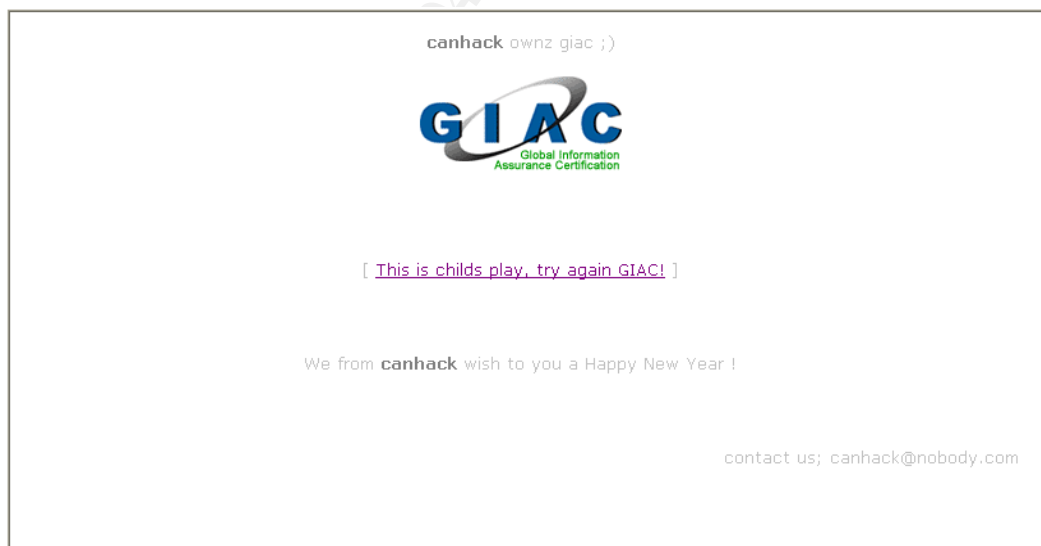 canhack ownz giac ;)
GIAC
Global Information
Assurance Certification
[ This is childs play, try again GIAC! ]
We from canhack wish to you a Happy New Year !
contact us; canhack@nobody.com